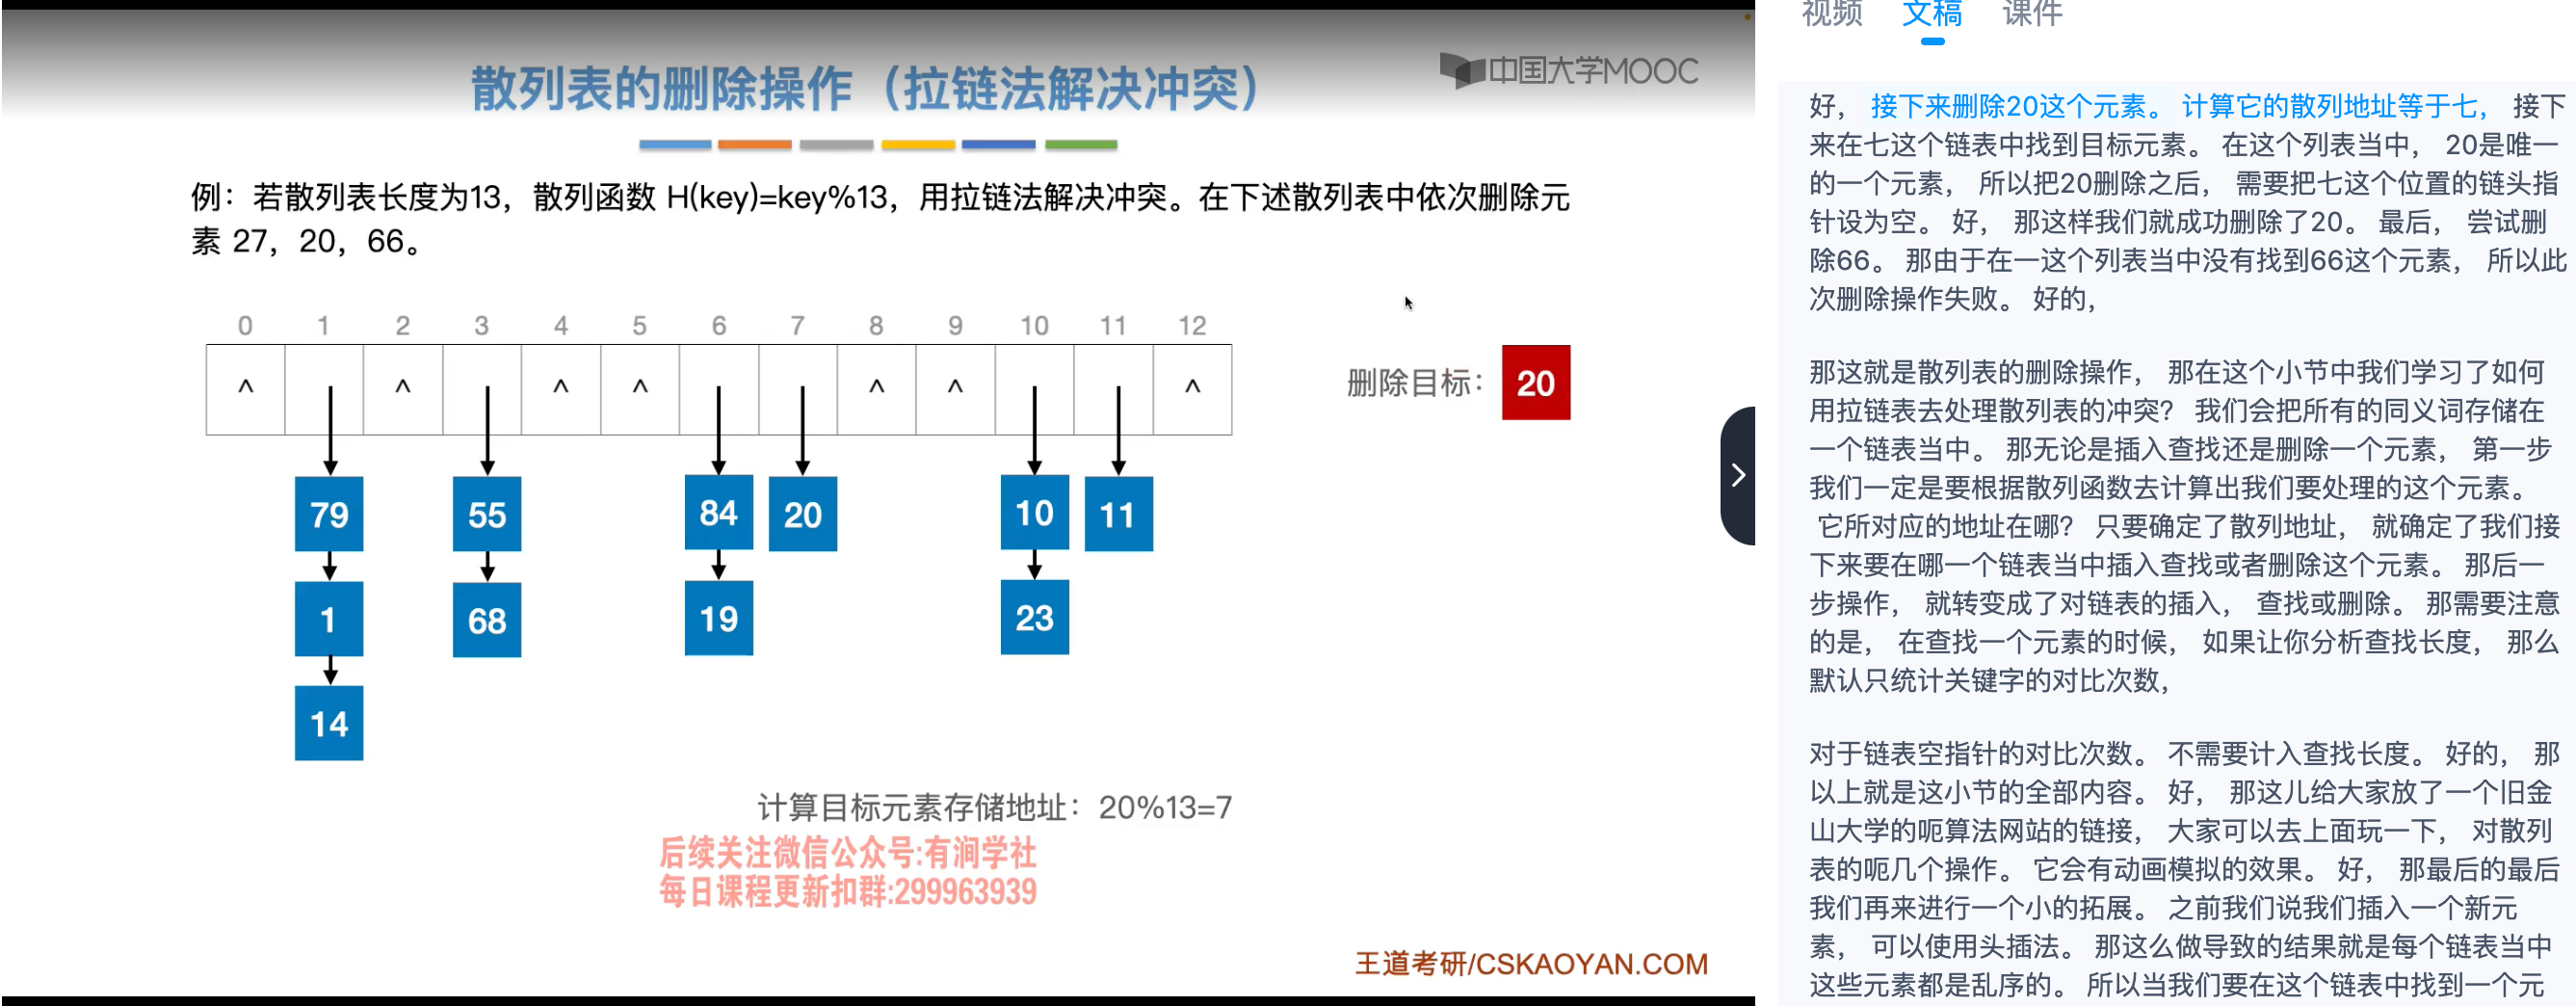 散列表的删除操作（拉链法解决冲突）
中国大学MOOC
例：若散列表长度为13，散列函数 H(key)=key%13，用拉链法解决冲突。在下述散列表中依次删除元
素 27，20，66。
0 1 2 3 4 5 6 7 8 9 10 11 12
^ ^ ^ ^ ^ ^ ^
删除目标：20
79 55 84 20 10 11
1 68 19 23
14
计算目标元素存储地址：20%13=7
后续关注微信公众号:有涧学社
每日课程更新扣群:299963939
王道考研/CSKAOYAN.COM
视频 文稿 课件
好， 接下来删除20这个元素。 计算它的散列地址等于七， 接下
来在七这个链表中找到目标元素。 在这个列表当中， 20是唯一
的一个元素， 所以把20删除之后， 需要把七这个位置的链头指
针设为空。 好， 那这样我们就成功删除了20。 最后， 尝试删
除66。 那由于在一这个列表当中没有找到66这个元素， 所以此
次删除操作失败。 好的，
那这就是散列表的删除操作， 那在这个小节中我们学习了如何
用拉链表去处理散列表的冲突？ 我们会把所有的同义词存储在
一个链表当中。 那无论是插入查找还是删除一个元素， 第一步
我们一定是要根据散列函数去计算出我们要处理的这个元素。
它所对应的地址在哪？ 只要确定了散列地址， 就确定了我们接
下来要在哪一个链表当中插入查找或者删除这个元素。 那后一
步操作， 就转变成了对链表的插入， 查找或删除。 那需要注意
的是， 在查找一个元素的时候， 如果让你分析查找长度， 那么
默认只统计关键字的对比次数，
对于链表空指针的对比次数。 不需要计入查找长度。 好的， 那
以上就是这小节的全部内容。 好， 那这儿给大家放了一个旧金
山大学的呃算法网站的链接， 大家可以去上面玩一下， 对散列
表的呃几个操作。 它会有动画模拟的效果。 好， 那最后的最后
我们再来进行一个小的拓展。 之前我们说我们插入一个新元
素， 可以使用头插法。 那这么做导致的结果就是每个链表当中
这些元素都是乱序的。 所以当我们要在这个链表中找到一个元